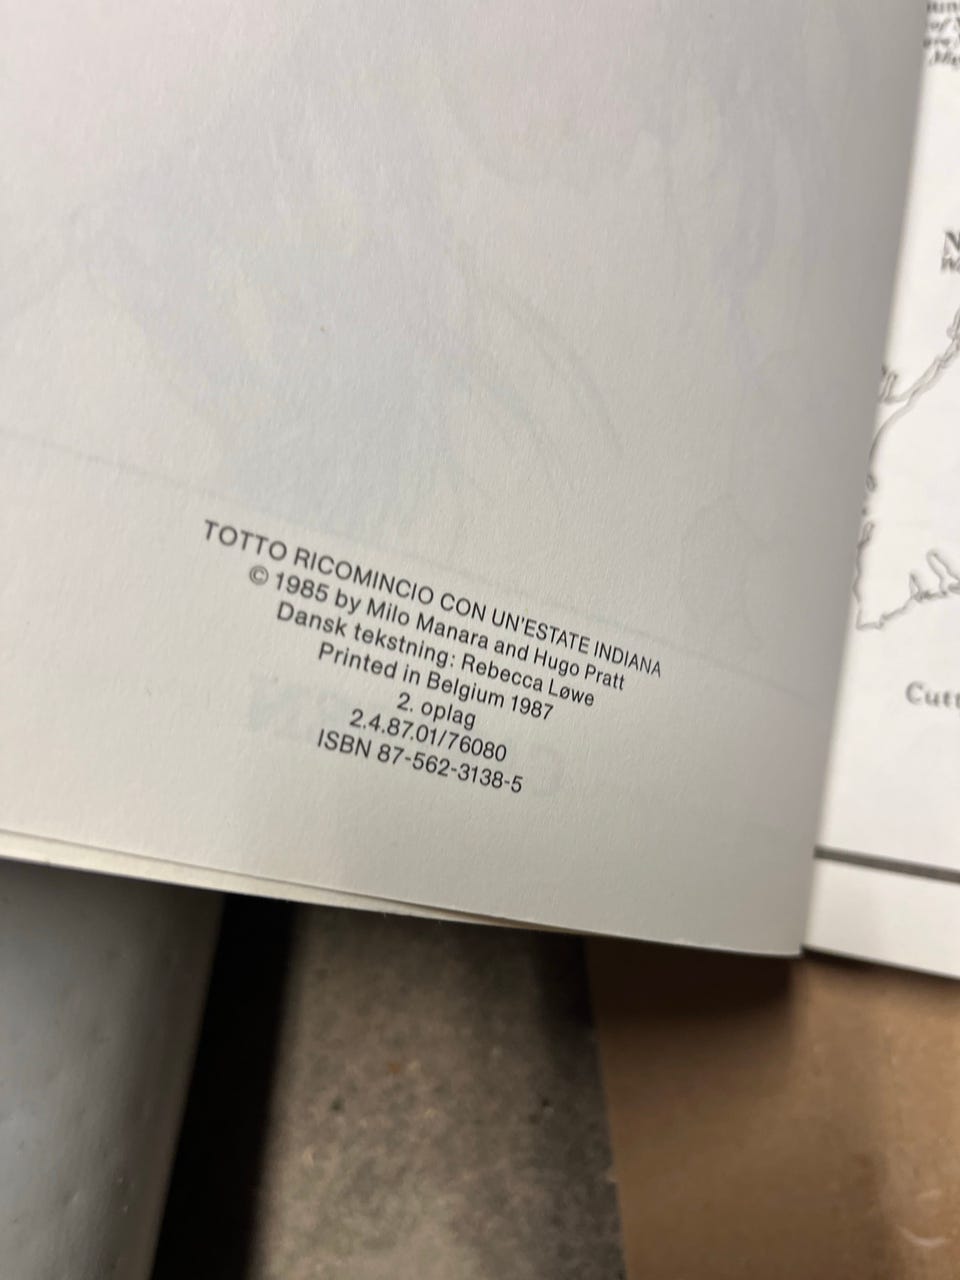 TOTTO RICOMINCIO CON UN'ESTATE INDIANA
© 1985 by Milo Manara and Hugo Pratt
Dansk tekstning: Rebecca Løwe
Printed in Belgium 1987
2. oplag
2.4.87.01/76080
ISBN 87-562-3138-5